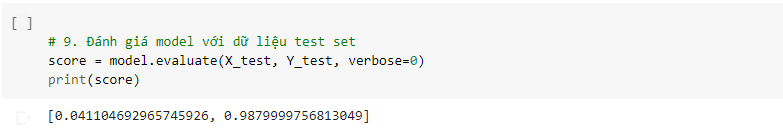 [ ]
# 9. Đánh giá model với dữ liệu test set
score = model.evaluate(X_test, Y_test, verbose=0)
print(score)
[0.041104692965745926, 0.9879999756813049]